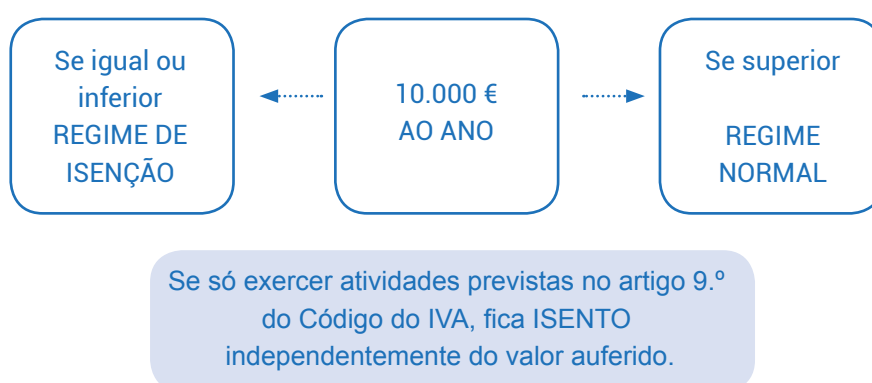 Se igual ou
inferior
REGIME DE
ISENÇÃO
10.000 €
AO ANO
Se superior
REGIME
NORMAL
Se só exercer atividades previstas no artigo 9.º
do Código do IVA, fica ISENTO
independentemente do valor auferido.